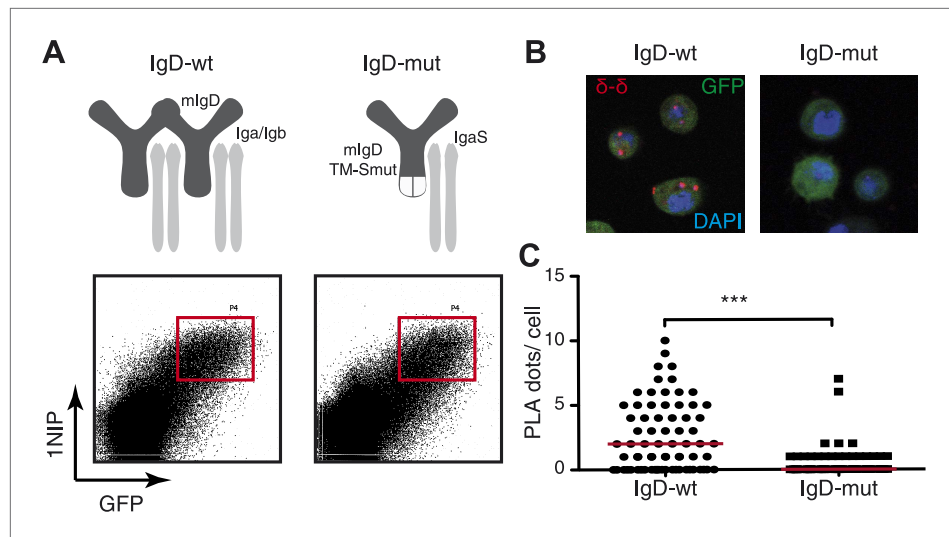 A
IgD-wt
IgD-mut
mIgD
Iga/Igb
IgaS
mIgD
TM-Smut
P4
P4
1NIP
GFP
B
IgD-wt
IgD-mut
δ-δ
GFP
DAPI
C
15
10
5
0
PLA dots/ cell
***
IgD-wt
IgD-mut